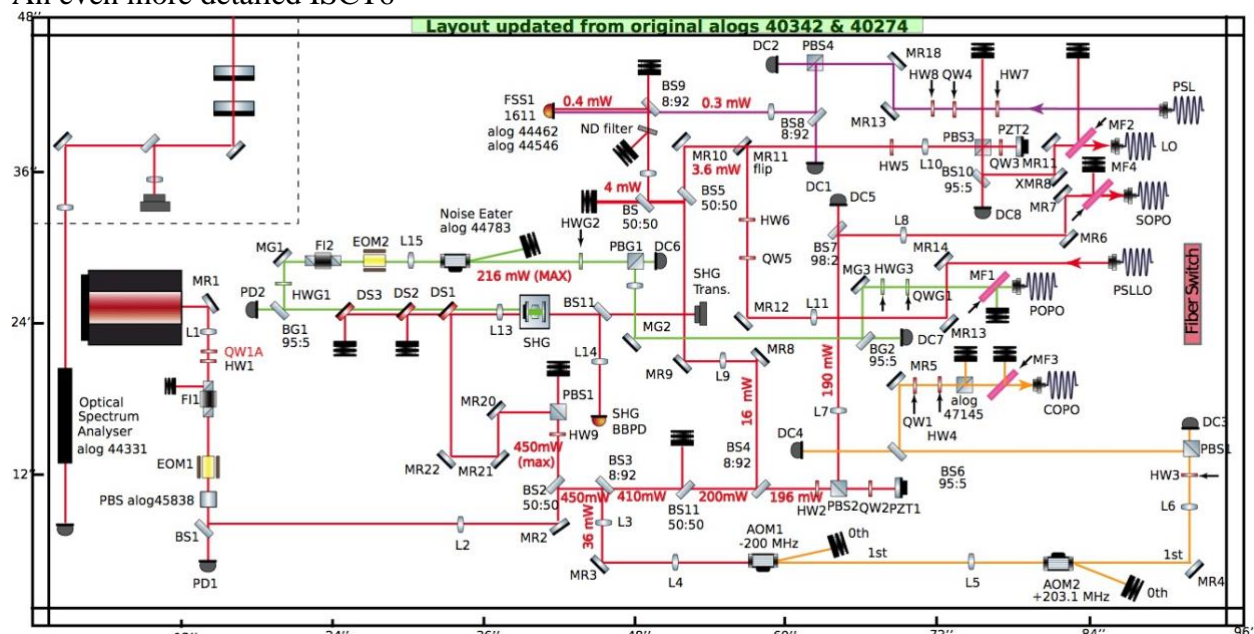 An even more detailed ISCT6
Layout updated from original alogs 40342 & 40274
48’’
DC2
PBS4
MR18
HW8 QW4 HW7
PSL
FSS1
1611
alog 44462
alog 44546
0.4 mW
BS9
8:92
0.3 mW
BS8
8:92
MR13
ND filter
MR10
3.6 mW
MR11
flip
DC1
HW5
L10
PBS3
PZT2
QW3
MR11
MF2
LO
MF4
36’’
4 mW
BS
50:50
BS5
50:50
DC5
BS10
95:5
XMR8
MR7
DC8
SOPO
Noise Eater
alog 44783
HWG2
HW6
L8
MR6
MG1
FI2
EOM2
L15
PBG1
DC6
QW5
BS7
98:2
MR14
216 mW (MAX)
MG3
HWG3
MF1
PSLLO
PD2
HWG1
DS3
DS2
DS1
BS11
SHG
Trans.
QWG1
POPO
Fiber Switch
MR1
24’’
L1
BG1
95:5
L13
SHG
MG2
MR12
L11
BG2
95:5
DC7
MR13
QW1A
HW1
L14
MR9
L9
MR8
190 mW
MR5
MF3
FI1
MR20
PBS1
16 mW
L7
alog
47145
COPO
Optical
Spectrum
Analyser
alog 44331
HW9
SHG
BBPD
QW1
HW4
DC3
MR22
MR21
450mW
(max)
DC4
PBS1
12’’
EOM1
BS3
8:92
BS4
8:92
BS6
95:5
HW3
PBS alog45838
BS2
50:50
450mW
410mW
200mW
196 mW
PBS2
QW2
PZT1
BS11
50:50
HW2
L6
BS1
L2
MR2
36 mW
L3
AOM1
-200 MHz
0th
1st
1st
PD1
MR3
L4
L5
AOM2
+203.1 MHz
0th
MR4
12’’
24’’
36’’
48’’
60’’
72’’
84’’
96’’